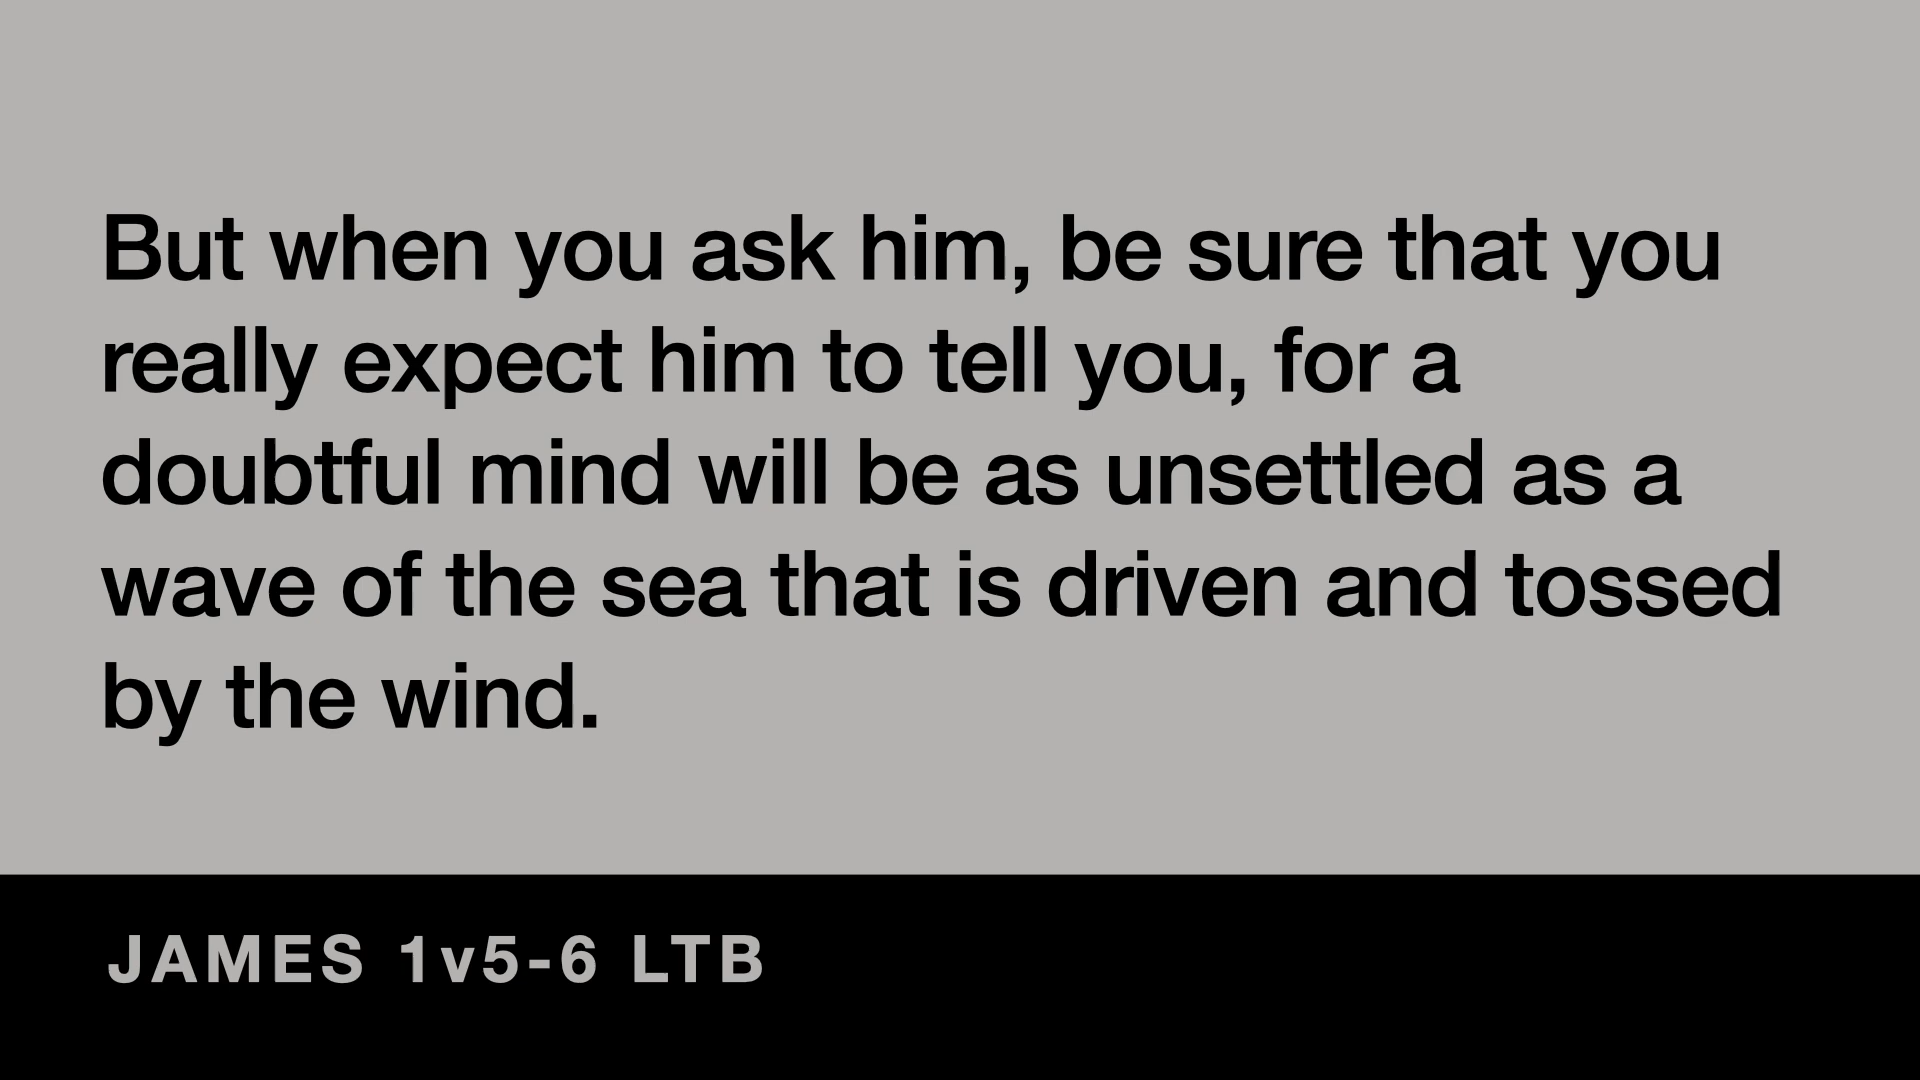 But when you ask him, be sure that you
really expect him to tell you, for a
doubtful mind will be as unsettled as a
wave of the sea that is driven and tossed
by the wind.
JAMES 1v5-6 LTB